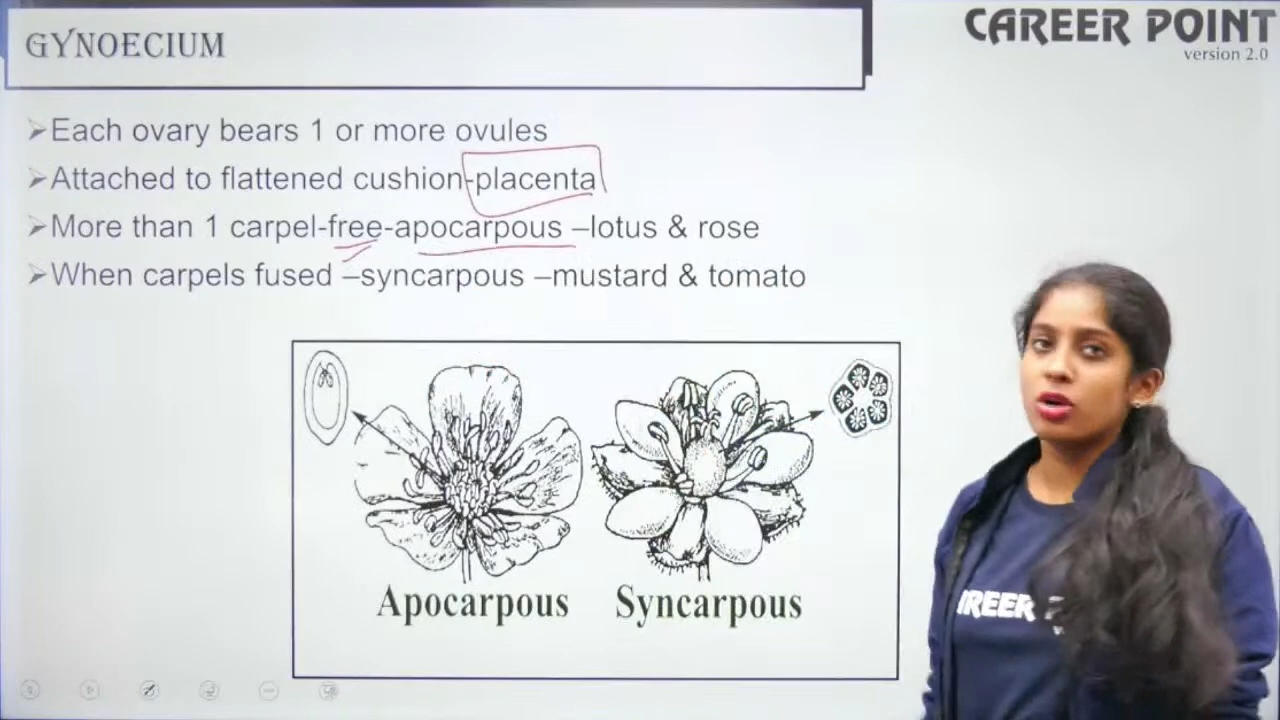 GYNOECIUM
CAREER POINT
version 2.0
➢Each ovary bears 1 or more ovules
➢Attached to flattened cushion-placenta
➢More than 1 carpel-free-apocarpous –lotus & rose
➢When carpels fused –syncarpous –mustard & tomato
Apocarpous
Syncarpous
REER